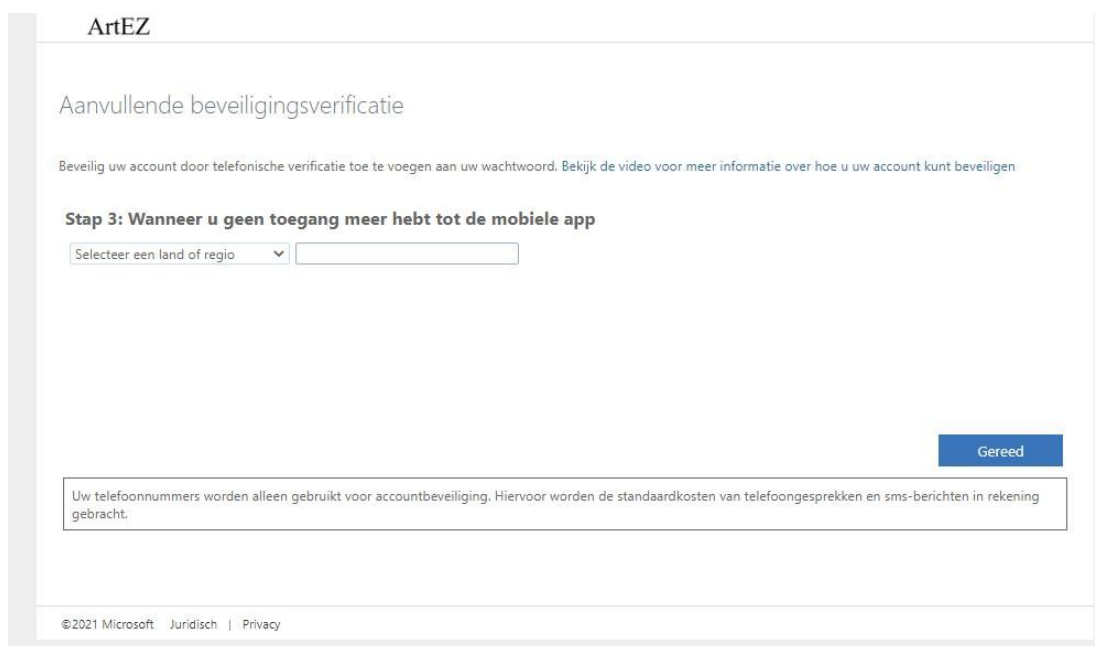 ArtEZ
Aanvullende beveiligingsverificatie
Beveilig uw account door telefonische verificatie toe te voegen aan uw wachtwoord. Bekijk de video voor meer informatie over hoe u uw account kunt beveiligen
Stap 3: Wanneer u geen toegang meer hebt tot de mobiele app
Selecteer een land of regio
Gereed
Uw telefoonnummers worden alleen gebruikt voor accountbeveiliging. Hiervoor worden de standaardkosten van telefoongesprekken en sms-berichten in rekening
gebracht.
©2021 Microsoft Juridisch | Privacy